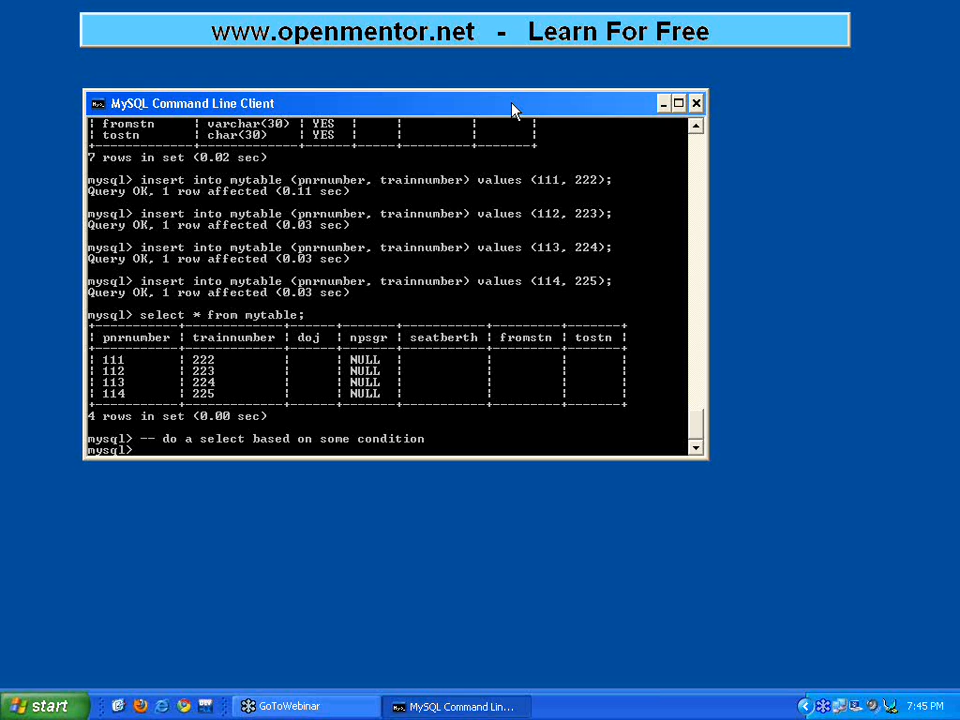 www.openmentor.net - Learn For Free
MySQL Command Line Client
| fromstn | varchar(30) | YES | | | |
| tostn | char(30) | YES | | | |
+-------------+-------------+------+-----+---------+-------+
7 rows in set (0.02 sec)
mysql> insert into mytable (pnrnumber, trainnumber) values (111, 222);
Query OK, 1 row affected (0.11 sec)
mysql> insert into mytable (pnrnumber, trainnumber) values (112, 223);
Query OK, 1 row affected (0.03 sec)
mysql> insert into mytable (pnrnumber, trainnumber) values (113, 224);
Query OK, 1 row affected (0.03 sec)
mysql> insert into mytable (pnrnumber, trainnumber) values (114, 225);
Query OK, 1 row affected (0.03 sec)
mysql> select * from mytable;
+-----------+-------------+------+-------+-----------+---------+-------+
| pnrnumber | trainnumber | doj | npsgr | seatberth | fromstn | tostn |
+-----------+-------------+------+-------+-----------+---------+-------+
| 111 | 222 | | NULL | | | |
| 112 | 223 | | NULL | | | |
| 113 | 224 | | NULL | | | |
| 114 | 225 | | NULL | | | |
+-----------+-------------+------+-------+-----------+---------+-------+
4 rows in set (0.00 sec)
mysql> -- do a select based on some condition
mysql>
start GoToWebinar MySQL Command Lin... 7:45 PM